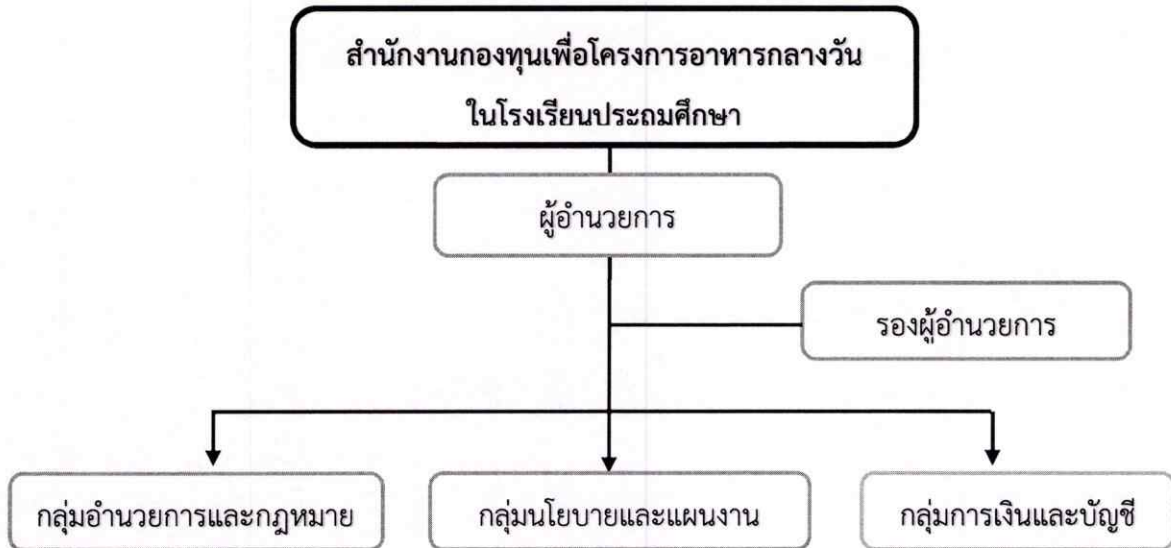 สำนักงานกองทุนเพื่อโครงการอาหารกลางวัน
ในโรงเรียนประถมศึกษา
ผู้อำนวยการ
รองผู้อำนวยการ
กลุ่มอำนวยการและกฎหมาย
กลุ่มนโยบายและแผนงาน
กลุ่มการเงินและบัญชี